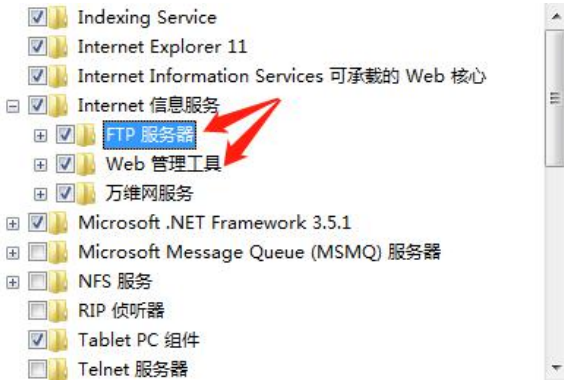 Indexing Service
Internet Explorer 11
Internet Information Services 可承载的 Web 核心
Internet 信息服务
FTP 服务器
Web 管理工具
万维网服务
Microsoft .NET Framework 3.5.1
Microsoft Message Queue (MSMQ) 服务器
NFS 服务
RIP 侦听器
Tablet PC 组件
Telnet 服务器